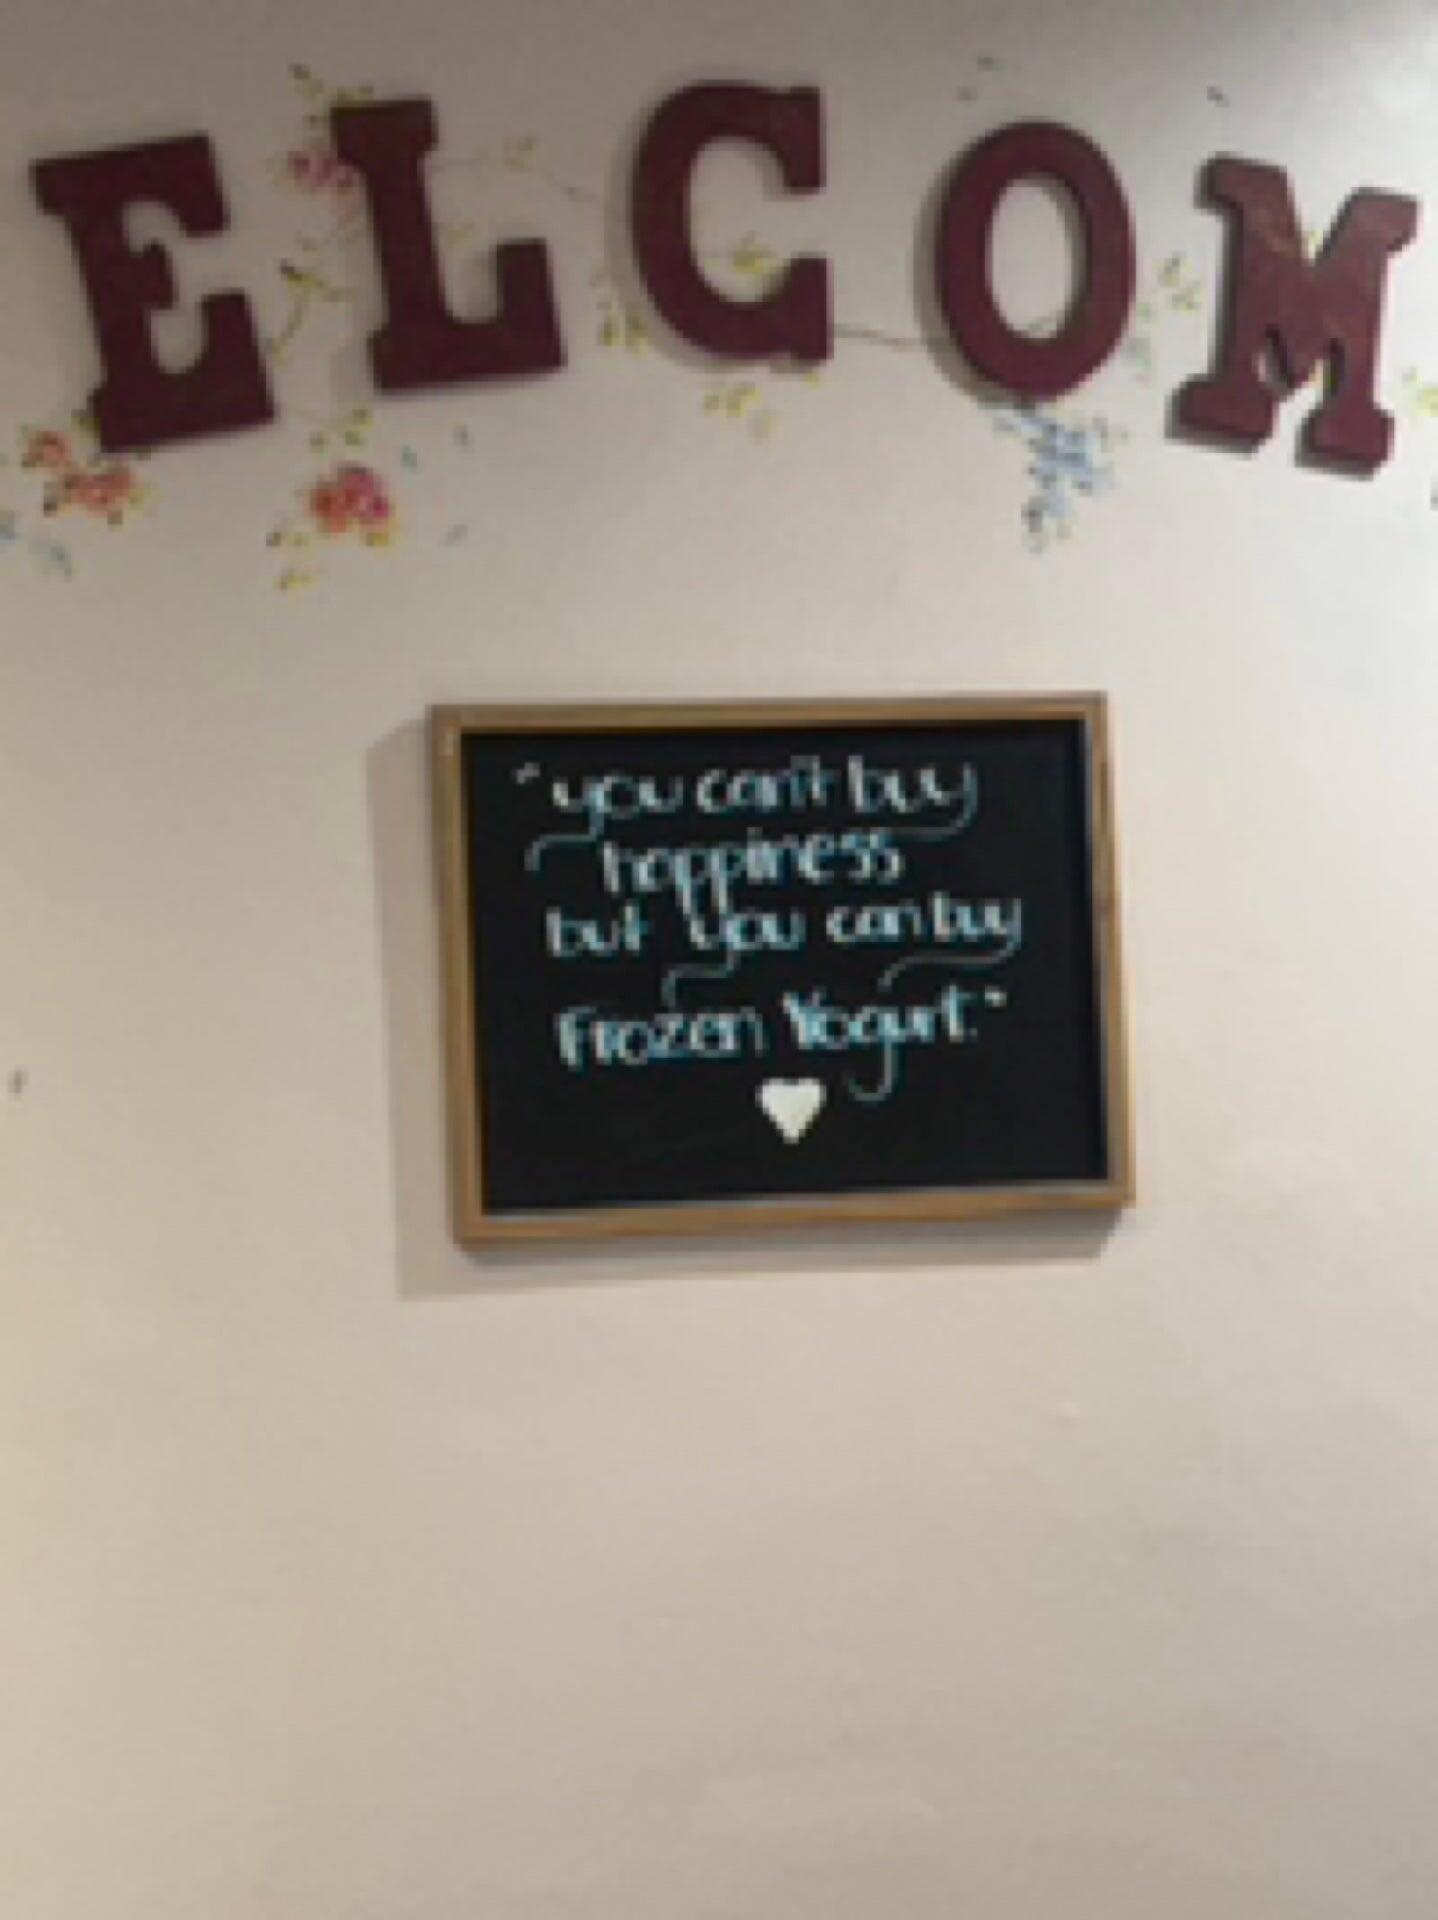 ELCOM
"you can't buy
happiness
but you can buy
Frozen Yogurt."